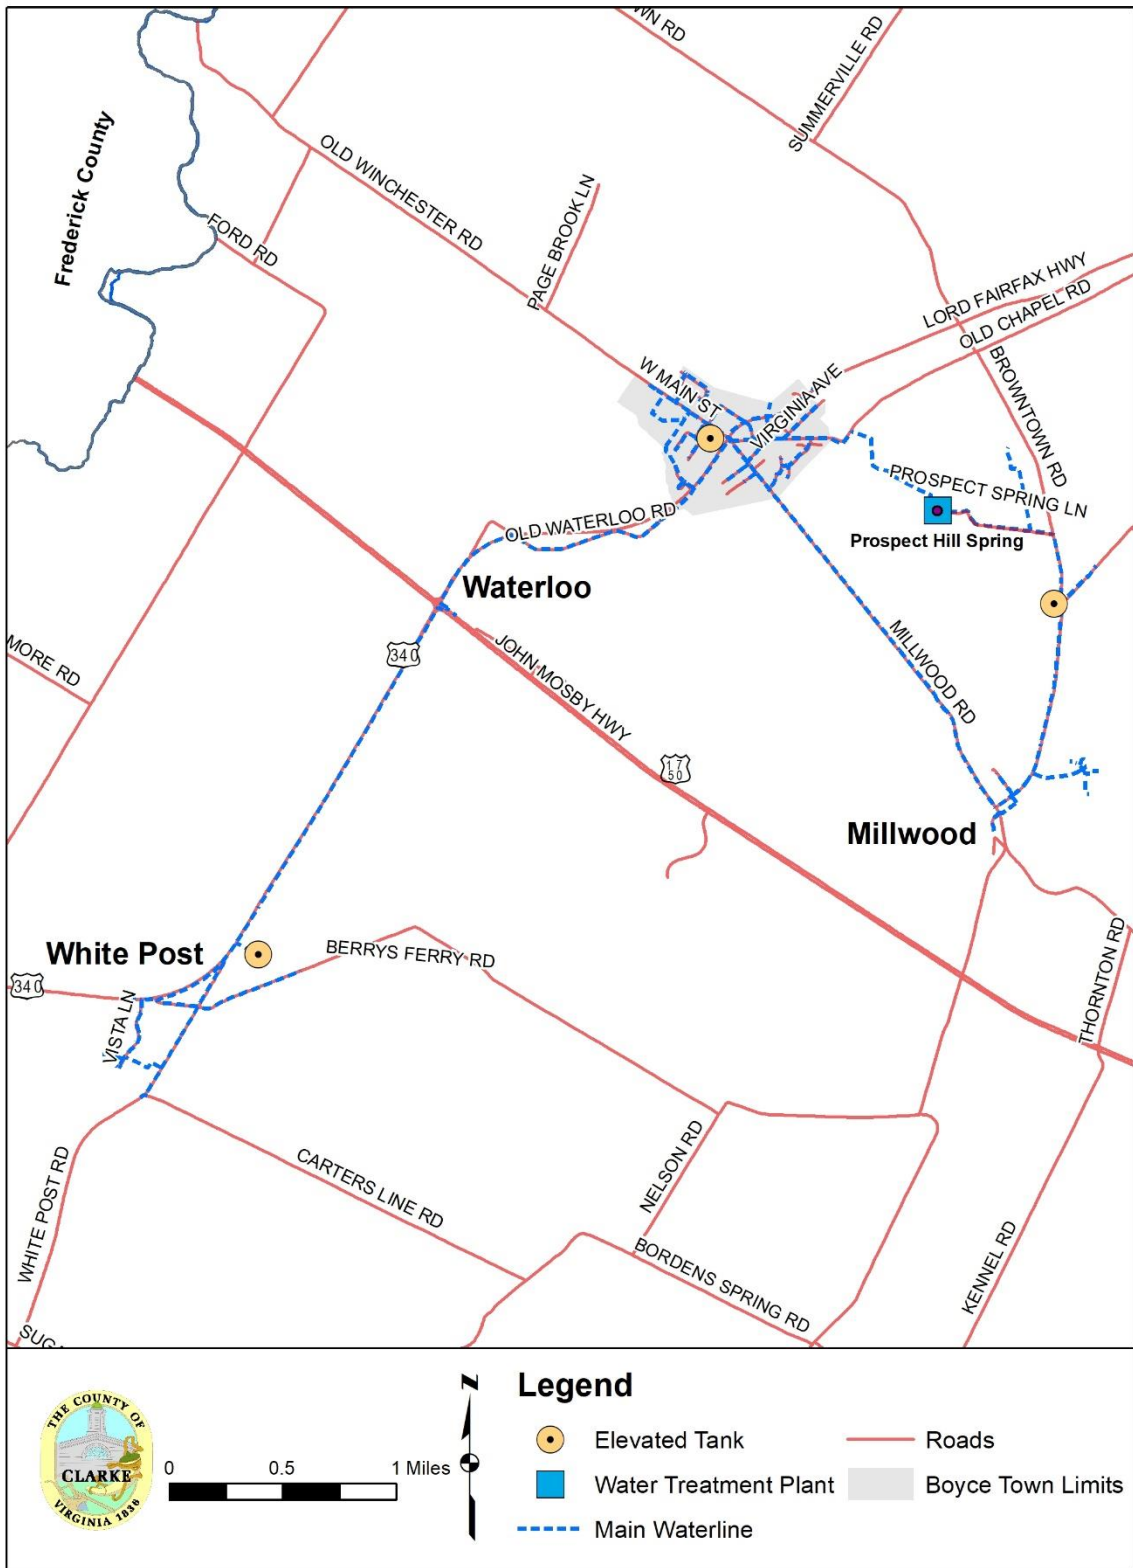 WN RD
SUMMERVILLE RD
Frederick County
OLD WINCHESTER RD
FORD RD
PAGE BROOK LN
LORD FAIRFAX HWY
OLD CHAPEL RD
W MAIN ST
VIRGINIA AVE
BROWNTOWN RD
PROSPECT SPRING LN
OLD WATERLOO RD
Prospect Hill Spring
Waterloo
340
MORE RD
JOHN MOSBY HWY
MILLWOOD RD
17
50
Millwood
White Post
BERRYS FERRY RD
340
VISTA LN
THORNTON RD
NELSON RD
CARTERS LINE RD
WHITE POST RD
BORDENS SPRING RD
KENNEL RD
SUGA
THE COUNTY OF
CLARKE
VIRGINIA 1836
0 0.5 1 Miles
N
Legend
Elevated Tank
Roads
Water Treatment Plant
Boyce Town Limits
Main Waterline